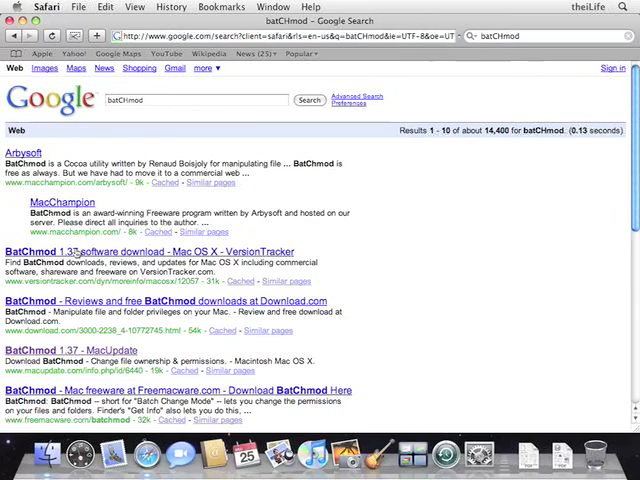 Safari File Edit View History Bookmarks Window Help theiLife
batCHmod - Google Search
http://www.google.com/search?client=safari&rls=en-us&q=batCHmod&ie=UTF-8&oe=UT
batCHmod
Apple Yahoo! Google Maps YouTube Wikipedia News (25) Popular
Web Images Maps News Shopping Gmail more Sign in
Google batCHmod Search Advanced Search
Preferences
Web Results 1 - 10 of about 14,400 for batCHmod. (0.13 seconds)
Arbysoft
BatChmod is a Cocoa utility written by Renaud Boisjoly for manipulating file ... BatChmod is
free as always. But we have had to move it to a commercial web ...
www.macchampion.com/arbysoft/ - 9k - Cached - Similar pages
MacChampion
BatChmod is an award-winning Freeware program written by Arbysoft and hosted on our
server. Please direct all inquiries to the author. ...
www.macchampion.com/ - 8k - Cached - Similar pages
BatChmod 1.37 software download - Mac OS X - VersionTracker
Find BatChmod downloads, reviews, and updates for Mac OS X including commercial
software, shareware and freeware on VersionTracker.com.
www.versiontracker.com/dyn/moreinfo/macosx/12057 - 31k - Cached - Similar pages
BatChmod - Reviews and free BatChmod downloads at Download.com
BatChmod - Manipulate file and folder privileges on your Mac. - Review and free download at
Download.com.
www.download.com/3000-2238_4-10772745.html - 54k - Cached - Similar pages
BatChmod 1.37 - MacUpdate
Download BatChmod - Change file ownership & permissions. - Macintosh Mac OS X.
www.macupdate.com/info.php/id/6440 - 19k - Cached - Similar pages
BatChmod - Mac freeware at Freemacware.com - Download BatChmod Here
BatChmod: BatChmod -- short for "Batch Change Mode" -- lets you change the permissions
on your files and folders. Finder's "Get Info" also lets you do this, ...
www.freemacware.com/batchmod - 32k - Cached - Similar pages
25
PDF PDF